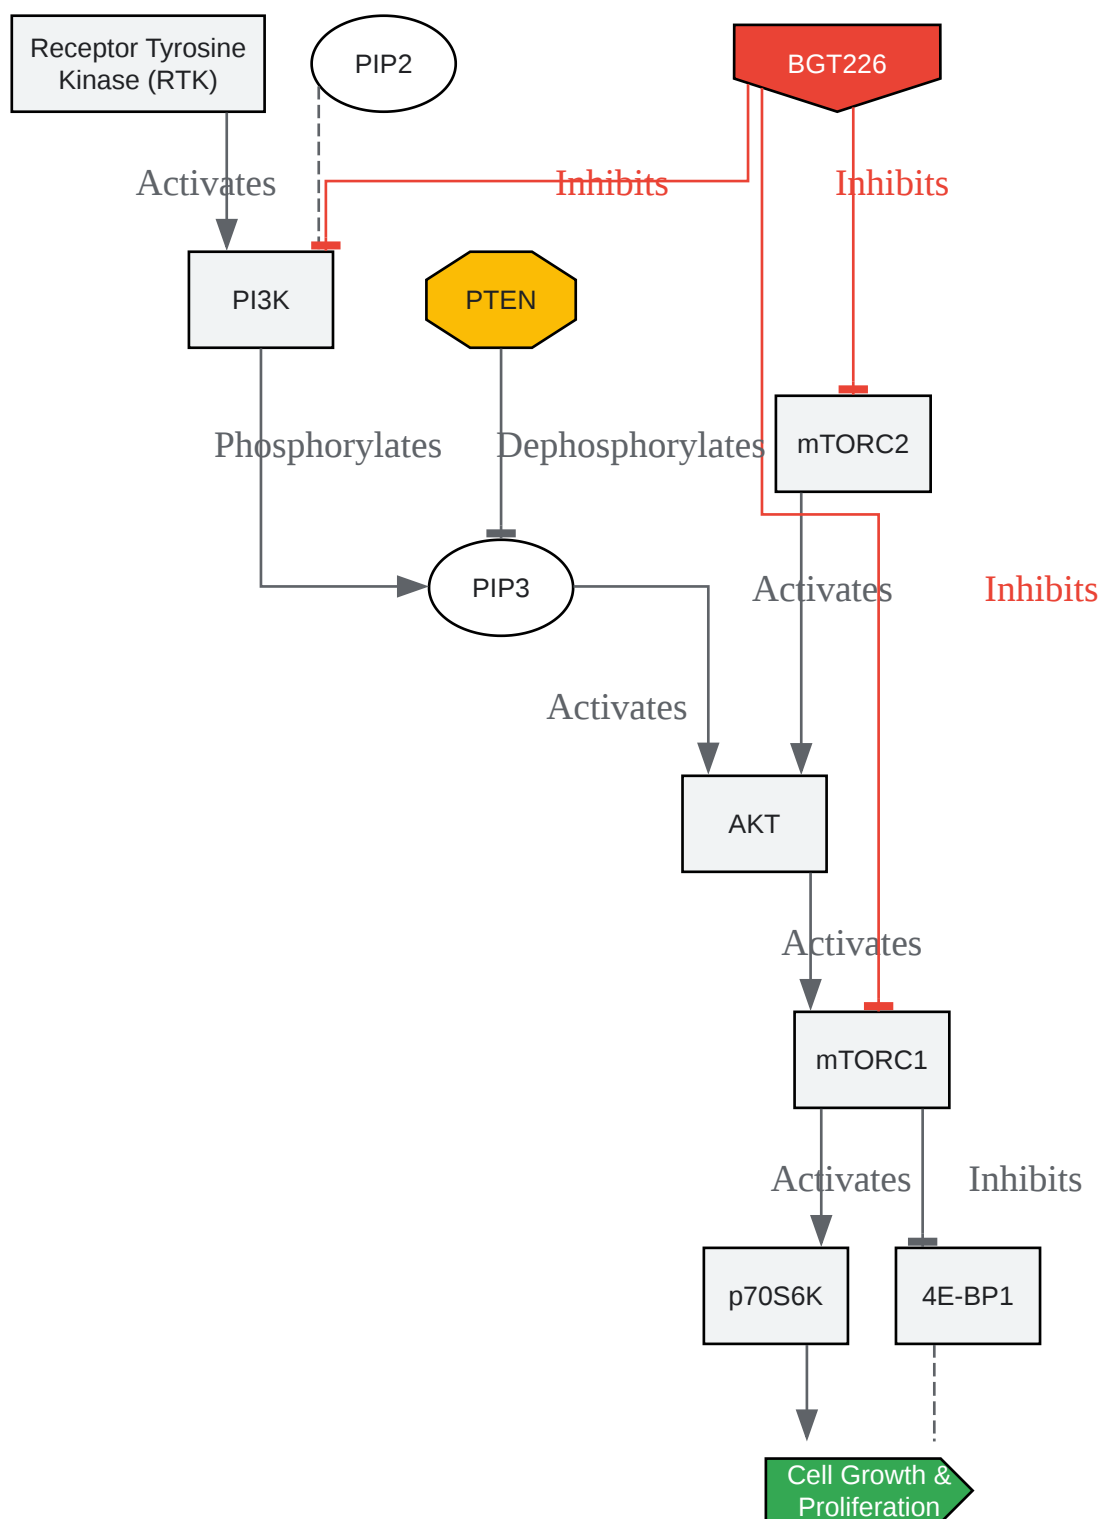 Receptor Tyrosine
Kinase (RTK)
PIP2
BGT226
Activates
Inhibits
Inhibits
PI3K
PTEN
Phosphorylates
Dephosphorylates
mTORC2
PIP3
Activates
Inhibits
Activates
AKT
Activates
mTORC1
Activates
Inhibits
p70S6K
4E-BP1
Cell Growth &
Proliferation